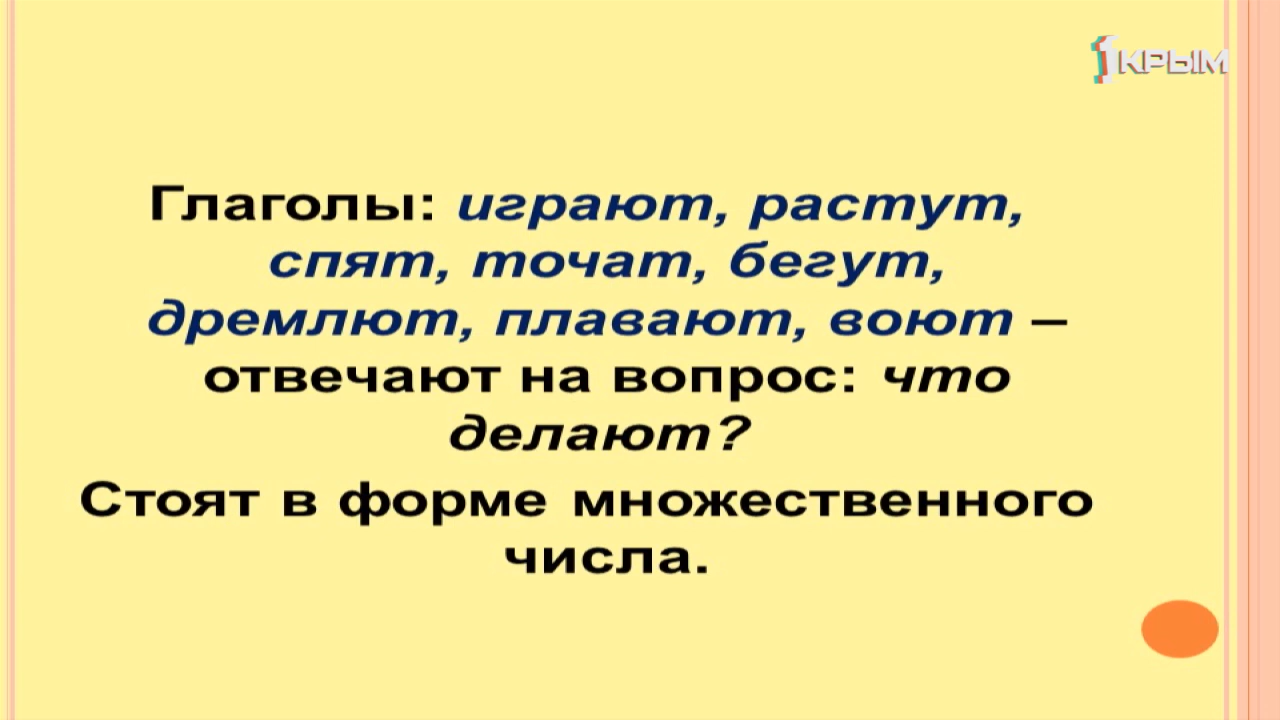 1КРЫМ
Глаголы: играют, растут,
спят, точат, бегут,
дремлют, плавают, воют –
отвечают на вопрос: что
делают?
Стоят в форме множественного
числа.